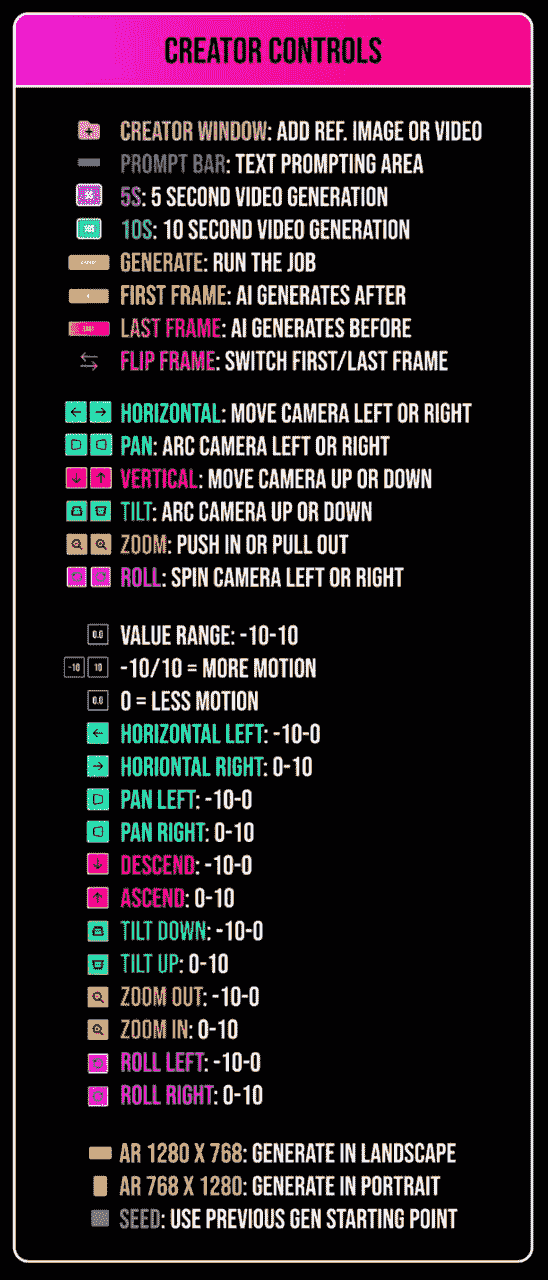 CREATOR CONTROLS
CREATOR WINDOW: ADD REF. IMAGE OR VIDEO
PROMPT BAR: TEXT PROMPTING AREA
5S: 5 SECOND VIDEO GENERATION
10S: 10 SECOND VIDEO GENERATION
GENERATE: RUN THE JOB
FIRST FRAME: AI GENERATES AFTER
LAST FRAME: AI GENERATES BEFORE
FLIP FRAME: SWITCH FIRST/LAST FRAME
HORIZONTAL: MOVE CAMERA LEFT OR RIGHT
PAN: ARC CAMERA LEFT OR RIGHT
VERTICAL: MOVE CAMERA UP OR DOWN
TILT: ARC CAMERA UP OR DOWN
ZOOM: PUSH IN OR PULL OUT
ROLL: SPIN CAMERA LEFT OR RIGHT
0.0 VALUE RANGE: -10-10
-10 10 -10/10 = MORE MOTION
0.0 0 = LESS MOTION
HORIZONTAL LEFT: -10-0
HORIONTAL RIGHT: 0-10
PAN LEFT: -10-0
PAN RIGHT: 0-10
DESCEND: -10-0
ASCEND: 0-10
TILT DOWN: -10-0
TILT UP: 0-10
ZOOM OUT: -10-0
ZOOM IN: 0-10
ROLL LEFT: -10-0
ROLL RIGHT: 0-10
AR 1280 X 768: GENERATE IN LANDSCAPE
AR 768 X 1280: GENERATE IN PORTRAIT
SEED: USE PREVIOUS GEN STARTING POINT